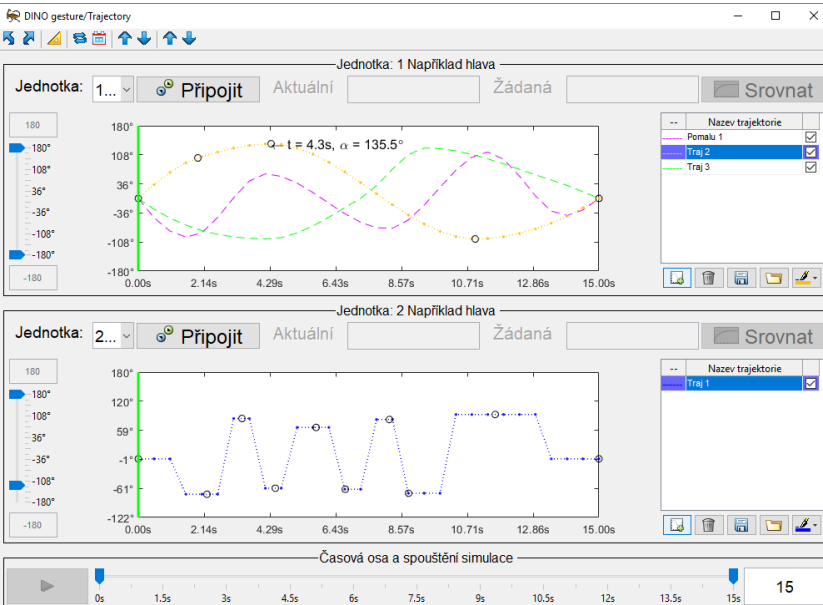 DINO gesture/Trajectory
Jednotka: 1 Například hlava
Jednotka: 1... Připojit Aktuální Žádaná Srovnat
180
180°
108°
36°
-36°
-108°
-180°
-180
180°
108°
36°
-36°
-108°
-180°
t = 4.3s, α = 135.5°
0.00s 2.14s 4.29s 6.43s 8.57s 10.71s 12.86s 15.00s
-- Nazev trajektorie
Pomalu 1
Traj 2
Traj 3
Jednotka: 2 Například hlava
Jednotka: 2... Připojit Aktuální Žádaná Srovnat
180
180°
108°
36°
-36°
-108°
-180°
-180
180°
120°
59°
-1°
-61°
-122°
0.00s 2.14s 4.29s 6.43s 8.57s 10.71s 12.86s 15.00s
-- Nazev trajektorie
Traj 1
Časová osa a spouštění simulace
0s 1.5s 3s 4.5s 6s 7.5s 9s 10.5s 12s 13.5s 15s
15